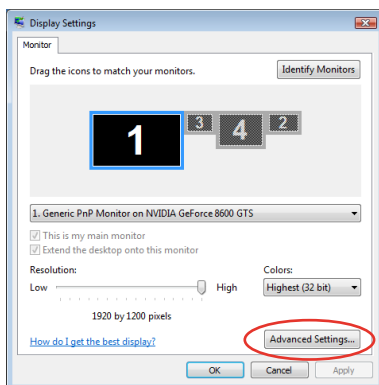 Display Settings
Monitor
Drag the icons to match your monitors.
Identify Monitors
1
3
4
2
1. Generic PnP Monitor on NVIDIA GeForce 8600 GTS
This is my main monitor
Extend the desktop onto this monitor
Resolution:
Colors:
Low
High
Highest (32 bit)
1920 by 1200 pixels
How do I get the best display?
Advanced Settings...
OK
Cancel
Apply